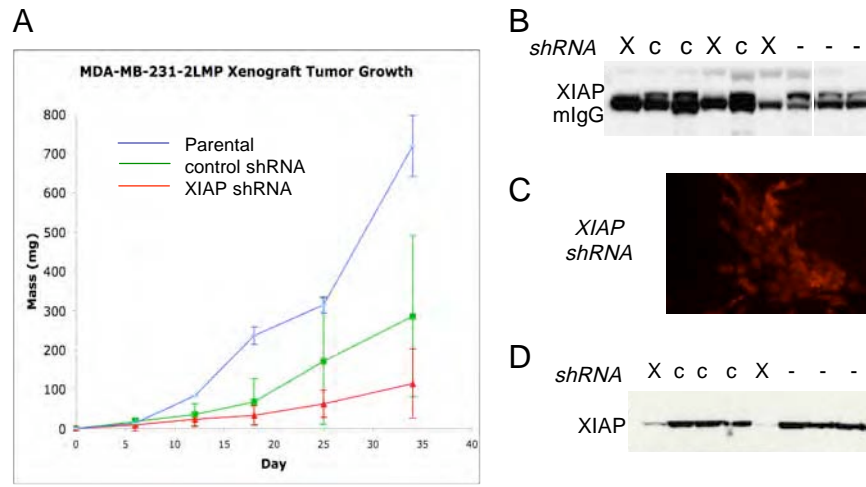 A
MDA-MB-231-2LMP Xenograft Tumor Growth
800
700
600
500
400
300
200
100
0
Mass (mg)
Parental
control shRNA
XIAP shRNA
0 5 10 15 20 25 30 35 40
Day
B
shRNA X c c X c X - - -
XIAP
mIgG
C
XIAP
shRNA
D
shRNA X c c c X - - -
XIAP